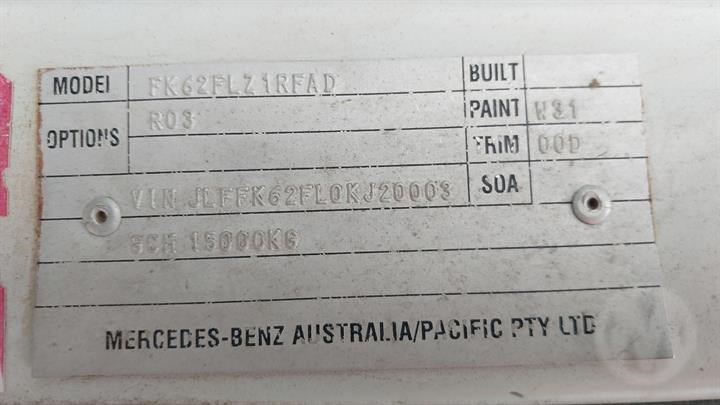 MODEL FK62FLZ1RFAD BUILT
OPTIONS R03 PAINT W31
TRIM 00D
VIN JLFFK62FL0KJ20003 SOA
GCM 15000KG
MERCEDES-BENZ AUSTRALIA/PACIFIC PTY LTD